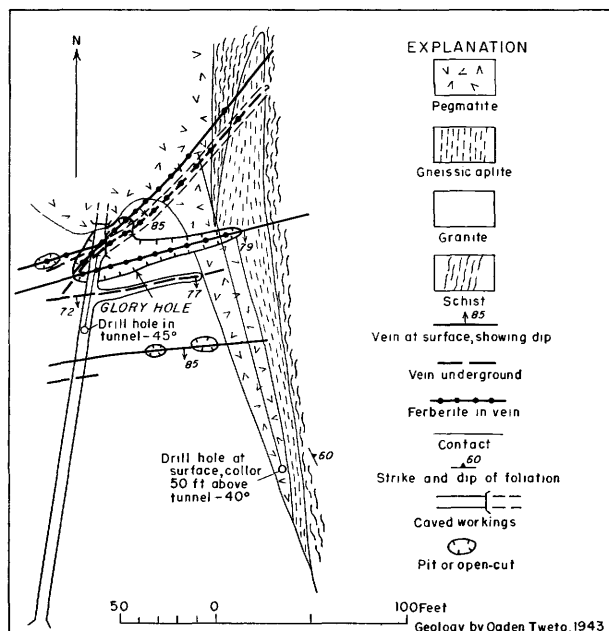 N
85
79
GLORY HOLE
77
72
Drill hole in
tunnel-45°
85
Drill hole at
surface, collor
50 ft above
tunnel-40°
60
50 0 100 Feet
EXPLANATION
Pegmatite
Gneissic aplite
Granite
Schist
85
Vein at surface, showing dip
Vein underground
Ferberite in vein
Contact
60
Strike and dip of foliation
Caved workings
Pit or open-cut
Geology by Ogden Tweto, 1943